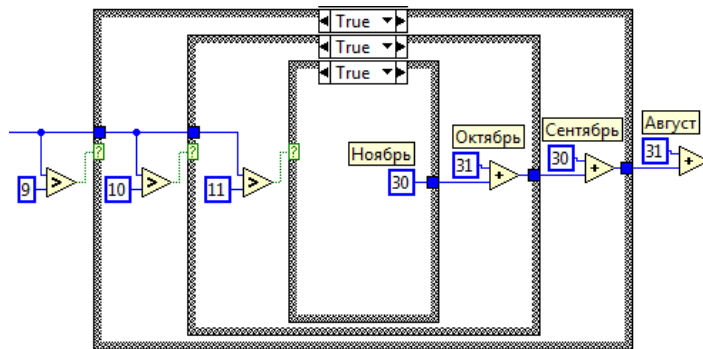 True
True
True
Август
Сентябрь
Октябрь
Ноябрь
31
30
31
30
+
+
+
?
?
?
9
>
10
>
11
>